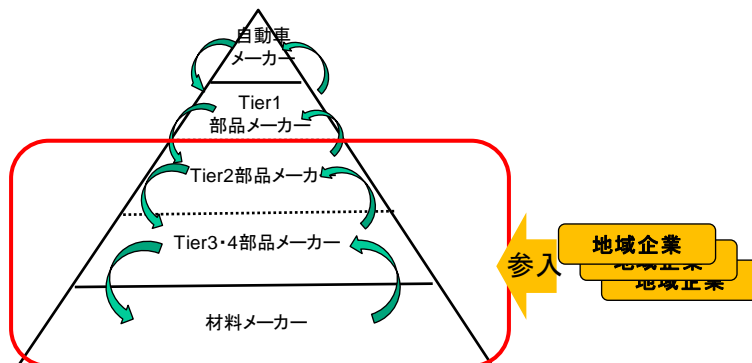 自動車
メーカー
Tier1
部品メーカー
Tier2部品メーカ
Tier3・4部品メーカー
材料メーカー
参入
地域企業
地域企業
地域企業